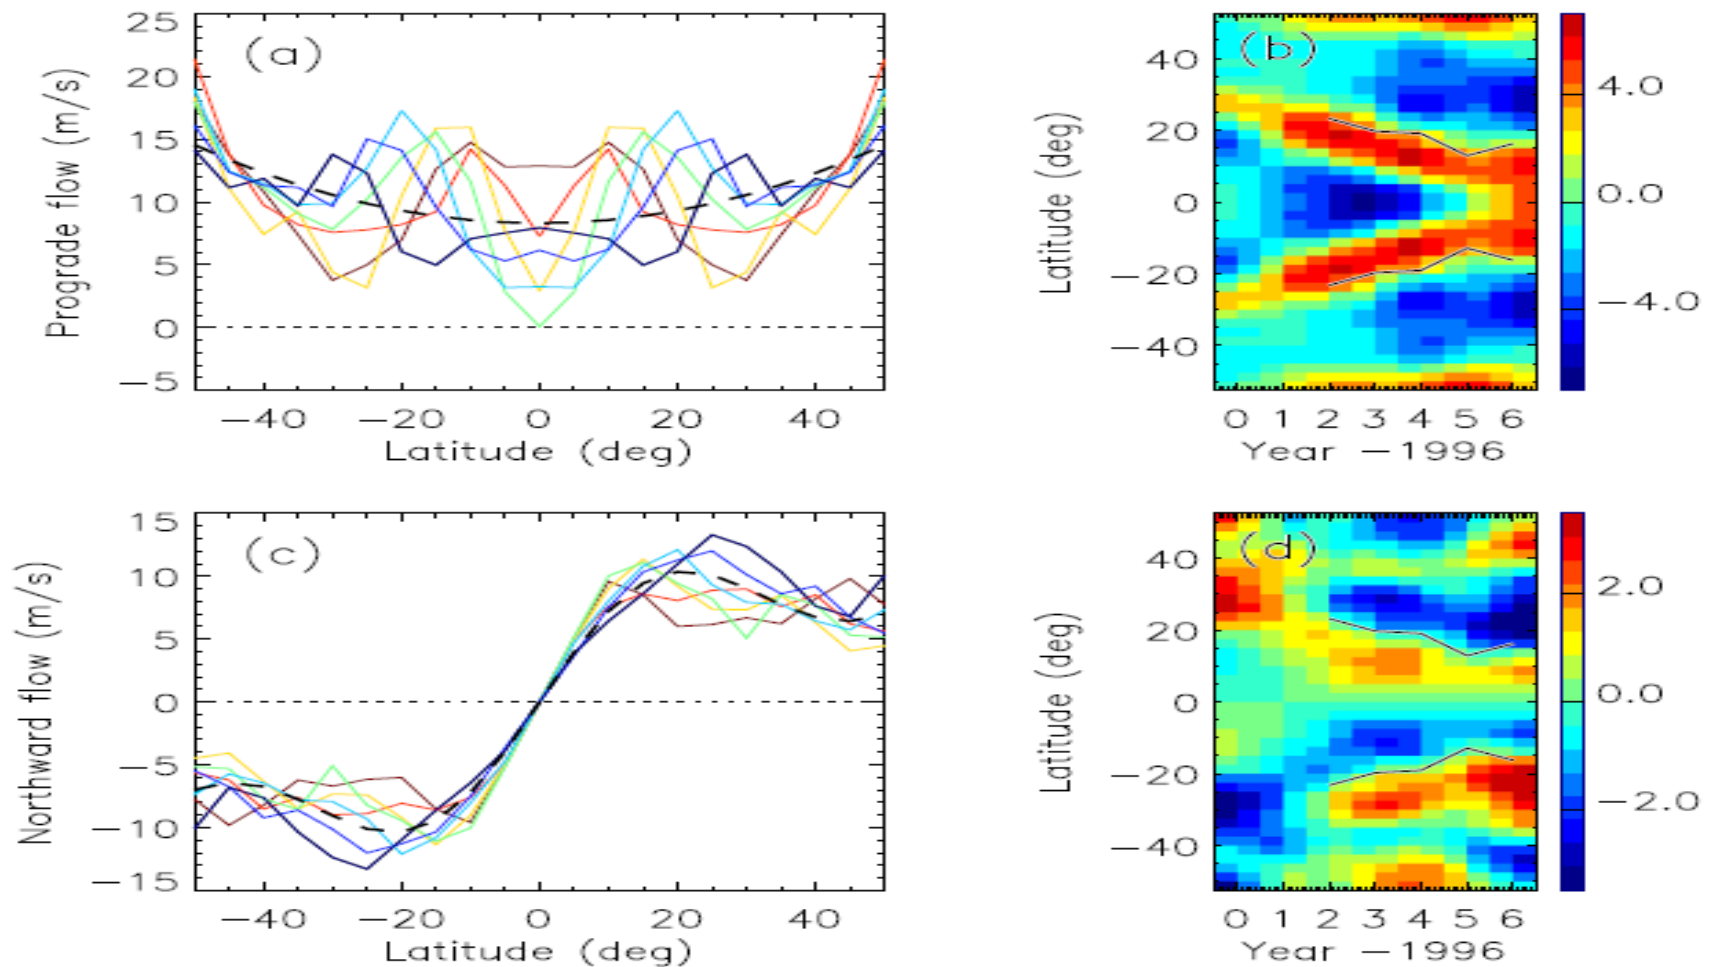 (a)
Prograde flow (m/s)
25
20
15
10
5
0
−5
−40 −20 0 20 40
Latitude (deg)
(b)
Latitude (deg)
40
20
0
−20
−40
0 1 2 3 4 5 6
Year −1996
4.0
0.0
−4.0
(c)
Northward flow (m/s)
15
10
5
0
−5
−10
−15
−40 −20 0 20 40
Latitude (deg)
(d)
Latitude (deg)
40
20
0
−20
−40
0 1 2 3 4 5 6
Year −1996
2.0
0.0
−2.0